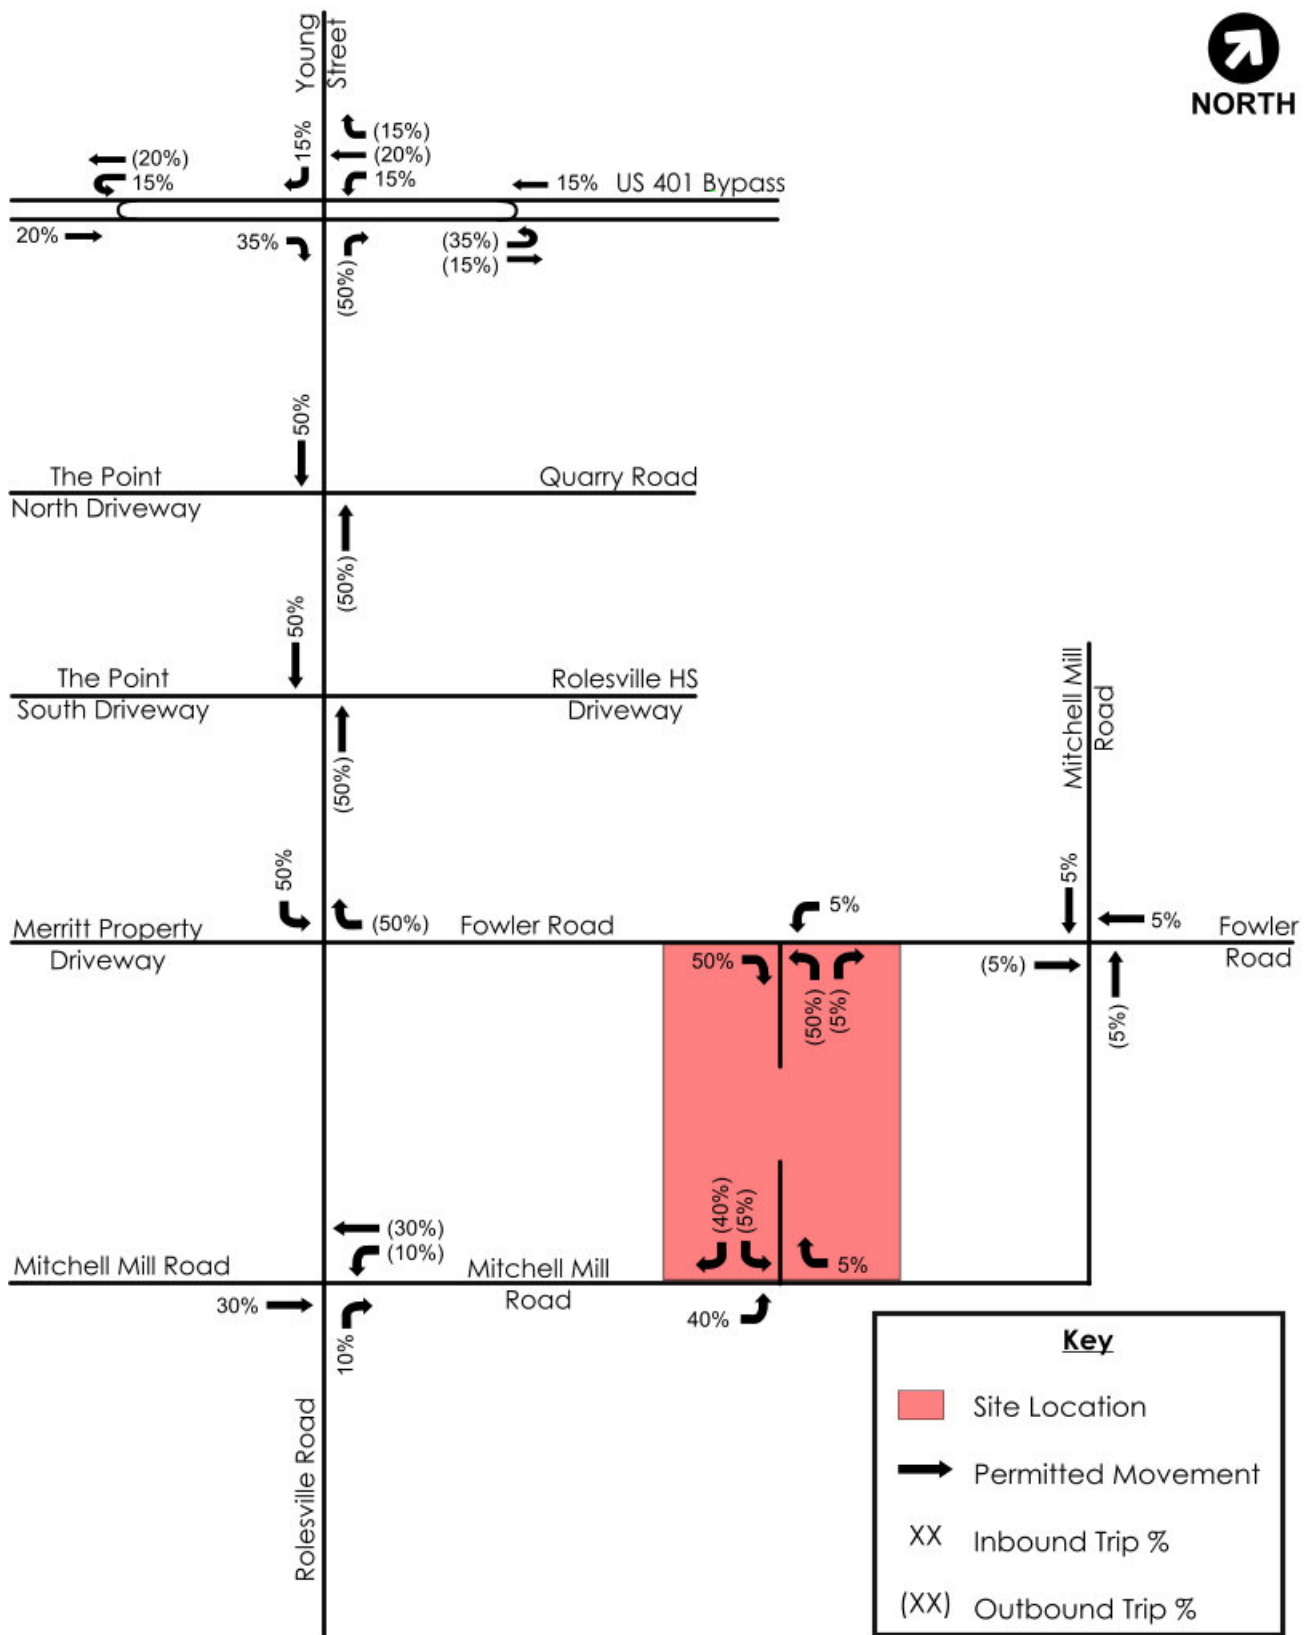 Young
Street
NORTH
15%
(15%)
(20%)
(20%)
15%
15%
15%
US 401 Bypass
20%
35%
(50%)
(35%)
(15%)
50%
The Point
Quarry Road
North Driveway
(50%)
50%
The Point
Rolesville HS
South Driveway
Driveway
(50%)
Mitchell Mill
Road
50%
(50%)
5%
5%
5%
Merritt Property
Fowler Road
Fowler
Driveway
Road
50%
(50%)
(5%)
(5%)
(5%)
(40%)
(5%)
(30%)
(10%)
5%
Mitchell Mill Road
Mitchell Mill
Road
30%
10%
40%
Rolesville Road
Key
Site Location
Permitted Movement
XX Inbound Trip %
(XX) Outbound Trip %